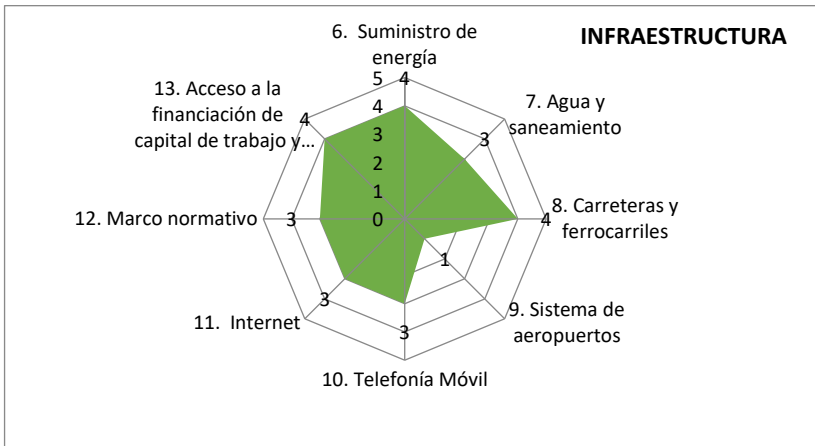 INFRAESTRUCTURA
6. Suministro de
energía
5
4
3
2
1
0
4
7. Agua y
saneamiento
3
8. Carreteras y
ferrocarriles
4
9. Sistema de
aeropuertos
1
10. Telefonía Móvil
3
11. Internet
3
12. Marco normativo
3
13. Acceso a la
financiación de
capital de trabajo y…
4